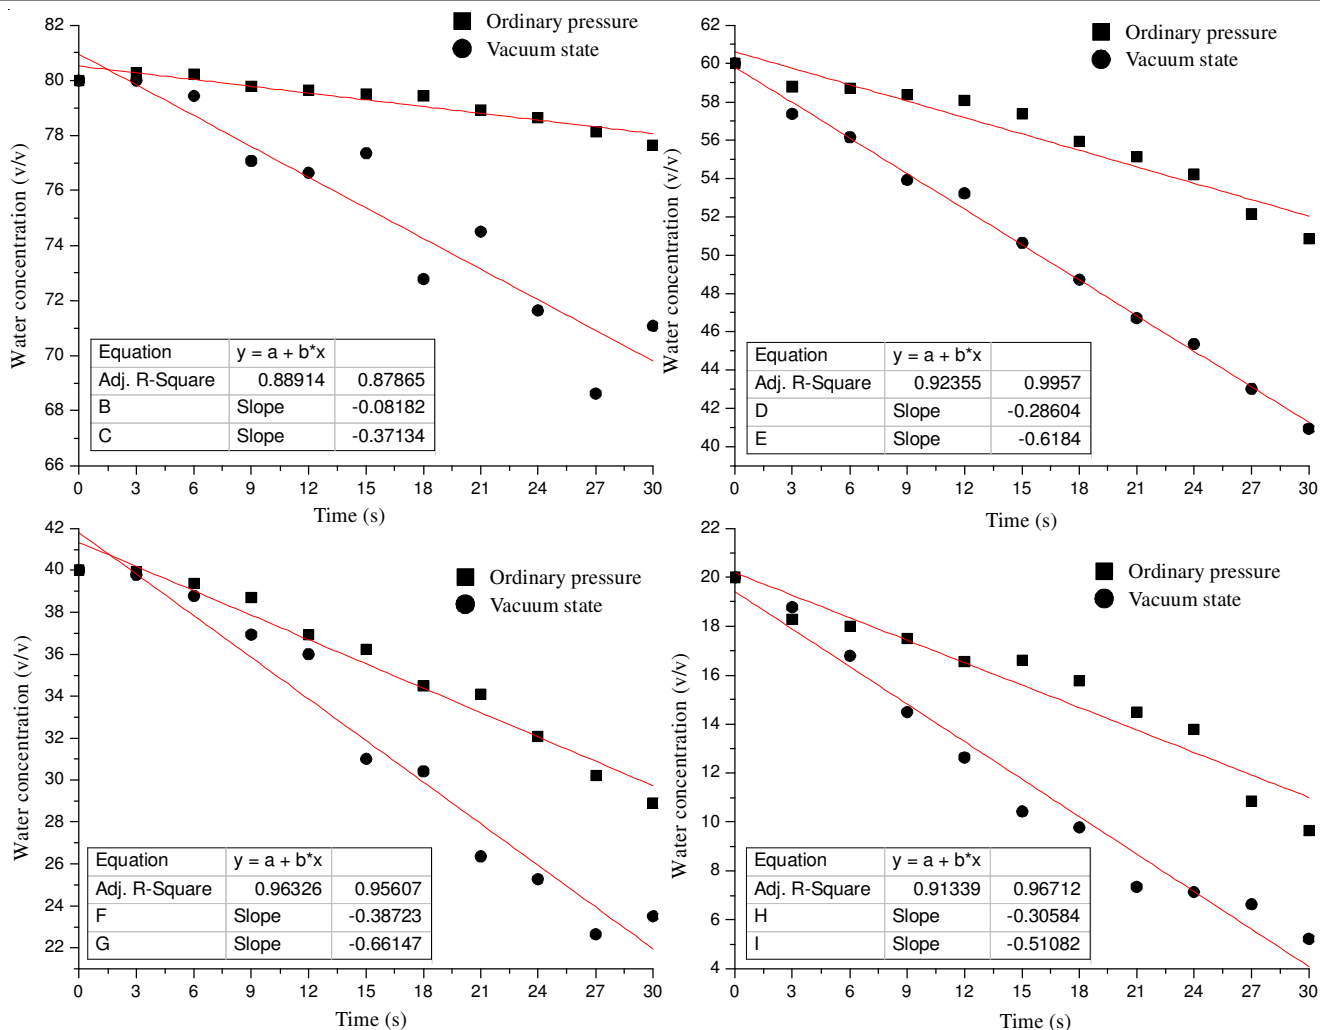 82
80
78
76
74
72
70
68
66
Water concentration (v/v)
Ordinary pressure
Vacuum state
Equation y = a + b*x
Adj. R-Square 0.88914 0.87865
B Slope -0.08182
C Slope -0.37134
0 3 6 9 12 15 18 21 24 27 30
Time (s)
62
60
58
56
54
52
50
48
46
44
42
40
Water concentration (v/v)
Ordinary pressure
Vacuum state
Equation y = a + b*x
Adj. R-Square 0.92355 0.9957
D Slope -0.28604
E Slope -0.6184
0 3 6 9 12 15 18 21 24 27 30
Time (s)
42
40
38
36
34
32
30
28
26
24
22
Water concentration (v/v)
Ordinary pressure
Vacuum state
Equation y = a + b*x
Adj. R-Square 0.96326 0.95607
F Slope -0.38723
G Slope -0.66147
0 3 6 9 12 15 18 21 24 27 30
Time (s)
22
20
18
16
14
12
10
8
6
4
Water concentration (v/v)
Ordinary pressure
Vacuum state
Equation y = a + b*x
Adj. R-Square 0.91339 0.96712
H Slope -0.30584
I Slope -0.51082
0 3 6 9 12 15 18 21 24 27 30
Time (s)